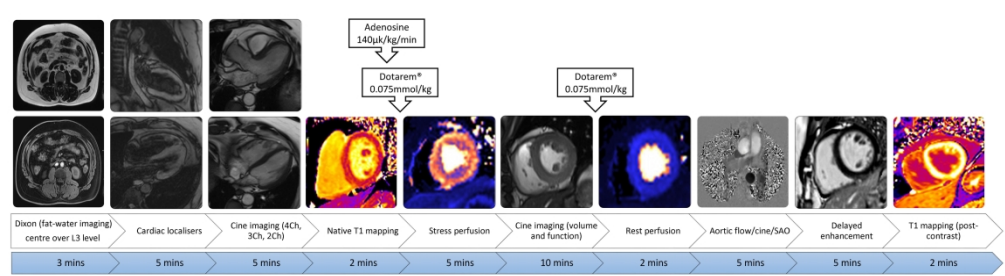 Adenosine
140µk/kg/min
Dotarem®
0.075mmol/kg
Dotarem®
0.075mmol/kg
Dixon (fat-water imaging)
centre over L3 level
Cardiac localisers
Cine imaging (4Ch,
3Ch, 2Ch)
Native T1 mapping
Stress perfusion
Cine imaging (volume
and function)
Rest perfusion
Aortic flow/cine/SAO
Delayed
enhancement
T1 mapping (post-
contrast)
3 mins
5 mins
5 mins
2 mins
5 mins
10 mins
2 mins
5 mins
5 mins
2 mins